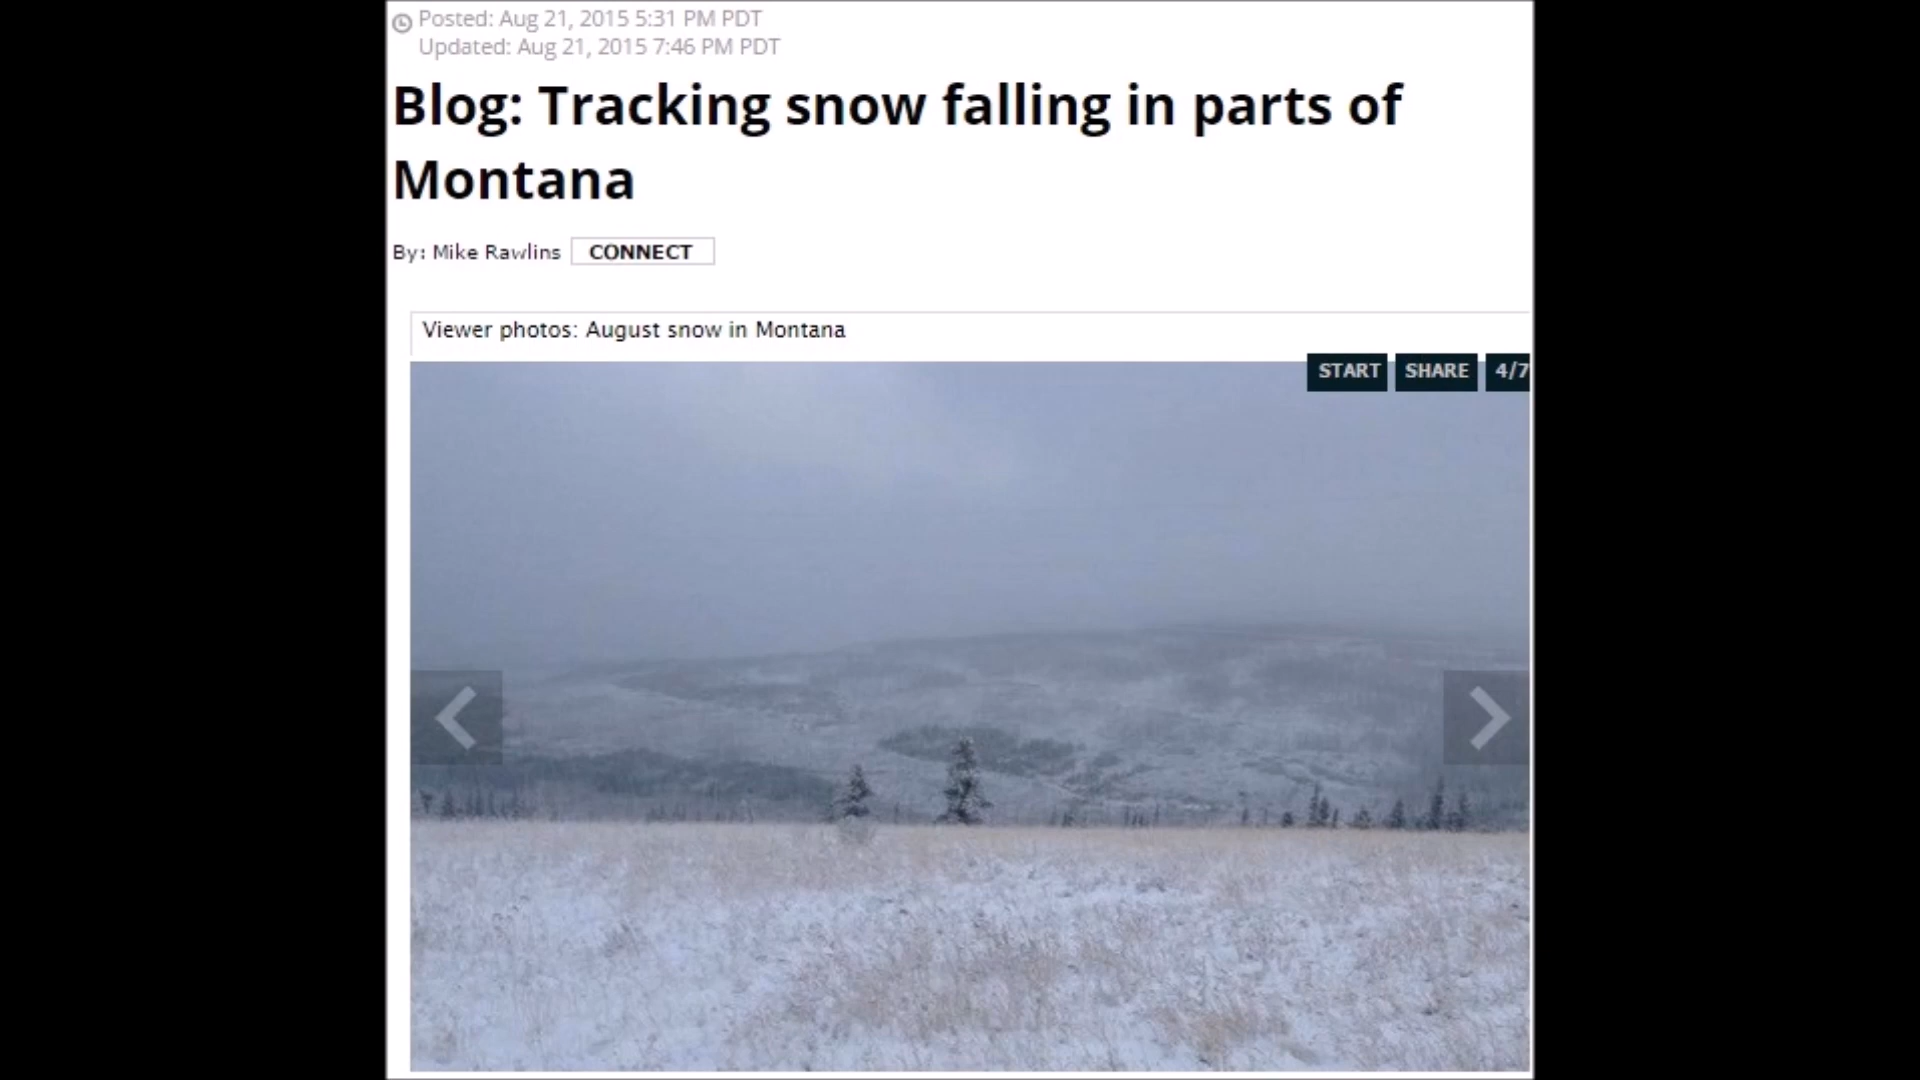 Posted: Aug 21, 2015 5:31 PM PDT
Updated: Aug 21, 2015 7:46 PM PDT
Blog: Tracking snow falling in parts of
Montana
By: Mike Rawlins CONNECT
Viewer photos: August snow in Montana
START SHARE 4/7